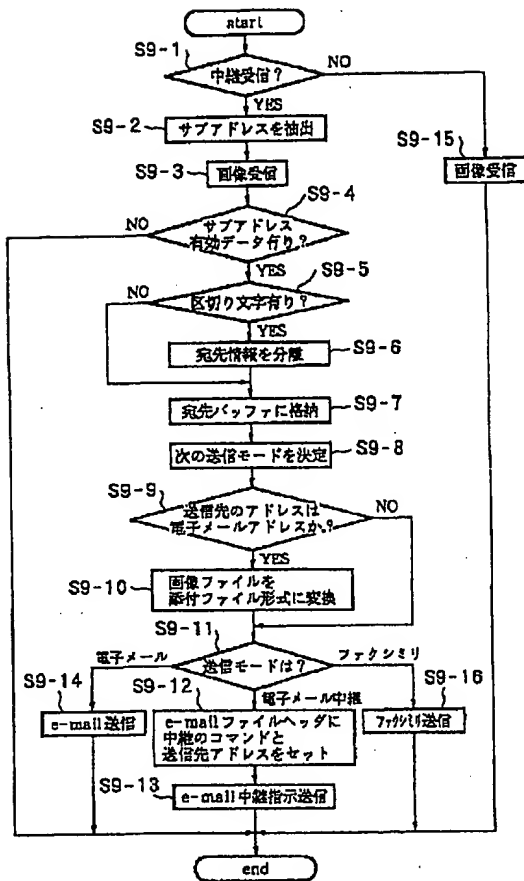 start
S9-1
中継受信?
NO
YES
S9-2
サブアドレスを抽出
S9-15
S9-3
画像受信
画像受信
S9-4
NO
サブアドレス
有効データ有り?
YES
S9-5
NO
区切り文字有り?
YES
宛先情報を分離
S9-6
宛先バッファに格納
S9-7
次の送信モードを決定
S9-8
S9-9
送信先のアドレスは
電子メールアドレスか?
NO
YES
S9-10
画像ファイルを
添付ファイル形式に変換
S9-11
電子メール
送信モードは?
ファクシミリ
S9-14
S9-12
電子メール中継
S9-16
e-mail送信
e-mailファイルヘッダに
中継のコマンドと
送信先アドレスをセット
ファクシミリ送信
S9-13
e-mail中継指示送信
end